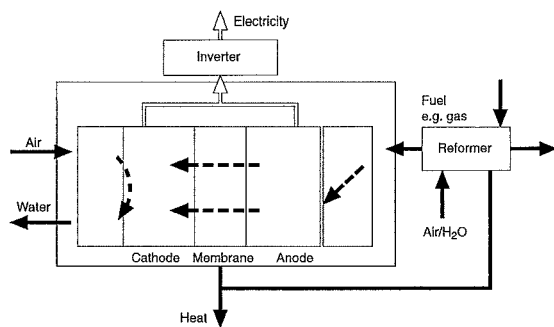 Electricity
Inverter
Fuel
e.g. gas
Air
Reformer
Water
Air/H₂O
Cathode Membrane Anode
Heat